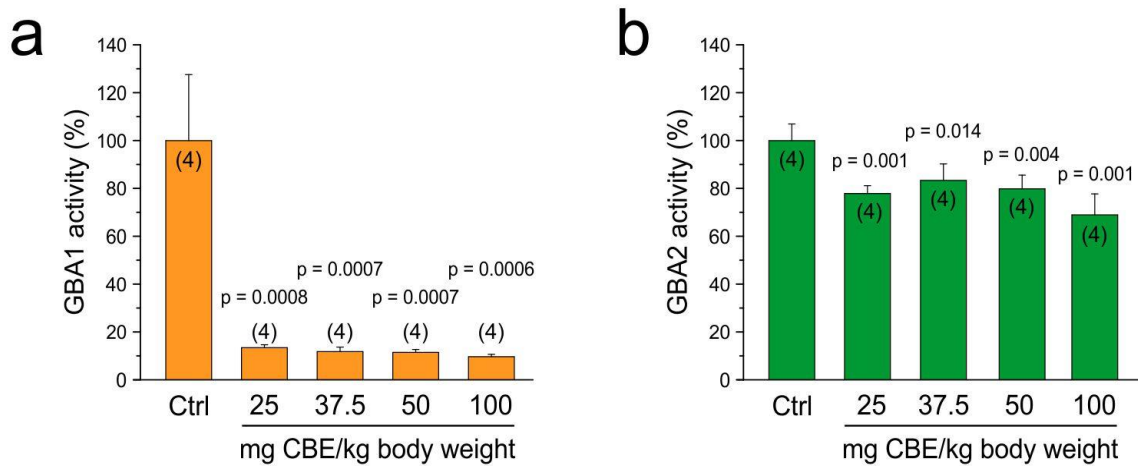 a
GBA1 activity (%)
140
120
100
80
60
40
20
0
(4)
p = 0.0008
(4)
p = 0.0007
(4)
p = 0.0007
(4)
p = 0.0006
(4)
Ctrl 25 37.5 50 100
mg CBE/kg body weight
b
GBA2 activity (%)
140
120
100
80
60
40
20
0
(4)
p = 0.001
(4)
p = 0.014
(4)
p = 0.004
(4)
p = 0.001
(4)
Ctrl 25 37.5 50 100
mg CBE/kg body weight